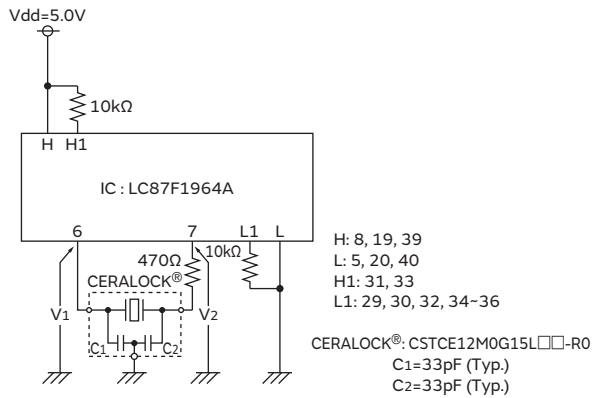 Vdd=5.0V
10kΩ
H H1
IC : LC87F1964A
6 7 L1 L
470Ω
10kΩ
CERALOCK®
V1
V2
C1
C2
H: 8, 19, 39
L: 5, 20, 40
H1: 31, 33
L1: 29, 30, 32, 34~36
CERALOCK®: CSTCE12M0G15L□□-R0
C1=33pF (Typ.)
C2=33pF (Typ.)